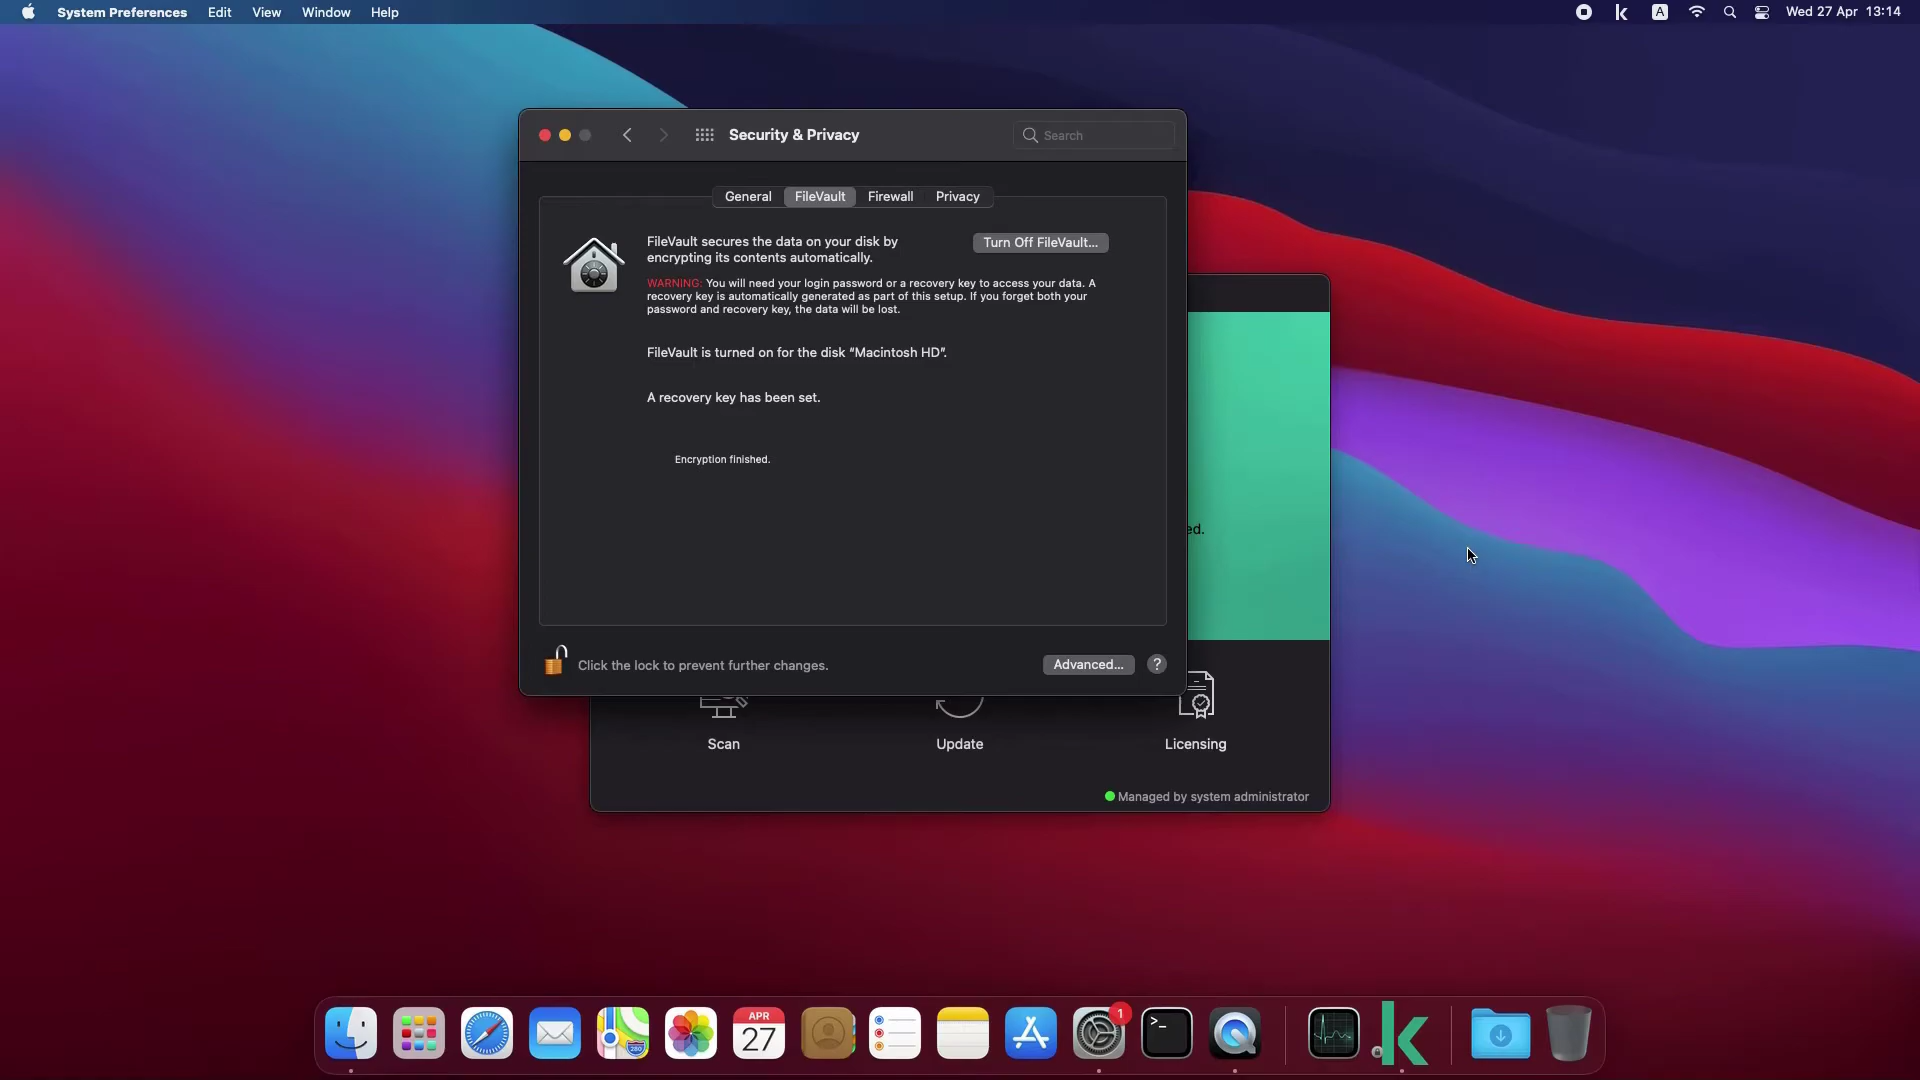 System Preferences Edit View Window Help
A Wed 27 Apr 13:14
Security & Privacy
Search
General FileVault Firewall Privacy
FileVault secures the data on your disk by
encrypting its contents automatically.
Turn Off FileVault...
WARNING: You will need your login password or a recovery key to access your data. A
recovery key is automatically generated as part of this setup. If you forget both your
password and recovery key, the data will be lost.
FileVault is turned on for the disk “Macintosh HD”.
A recovery key has been set.
Encryption finished.
ed.
Click the lock to prevent further changes.
Advanced...
?
Scan Update Licensing
Managed by system administrator
APR
27
280
1
>_